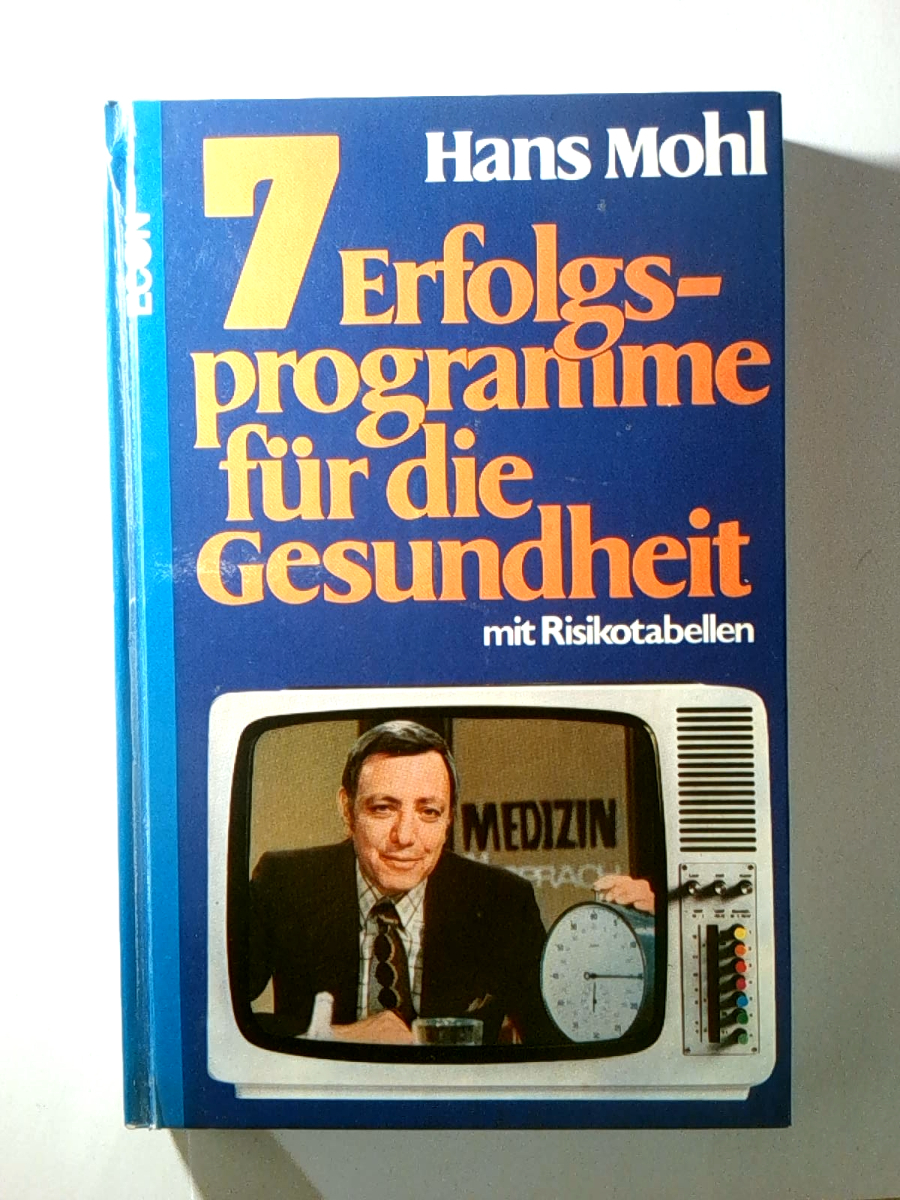 ECON
Hans Mohl
7 Erfolgs-
programme
für die
Gesundheit
mit Risikotabellen
MEDIZIN